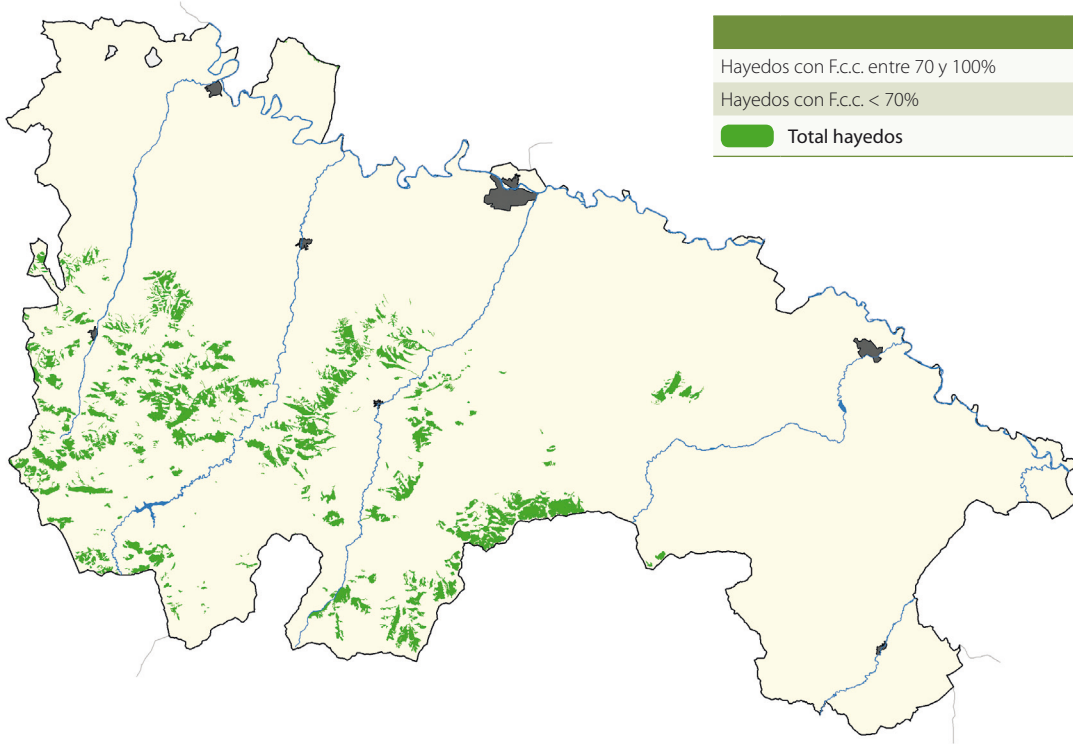 Hayedos con F.c.c. entre 70 y 100%
Hayedos con F.c.c. < 70%
Total hayedos